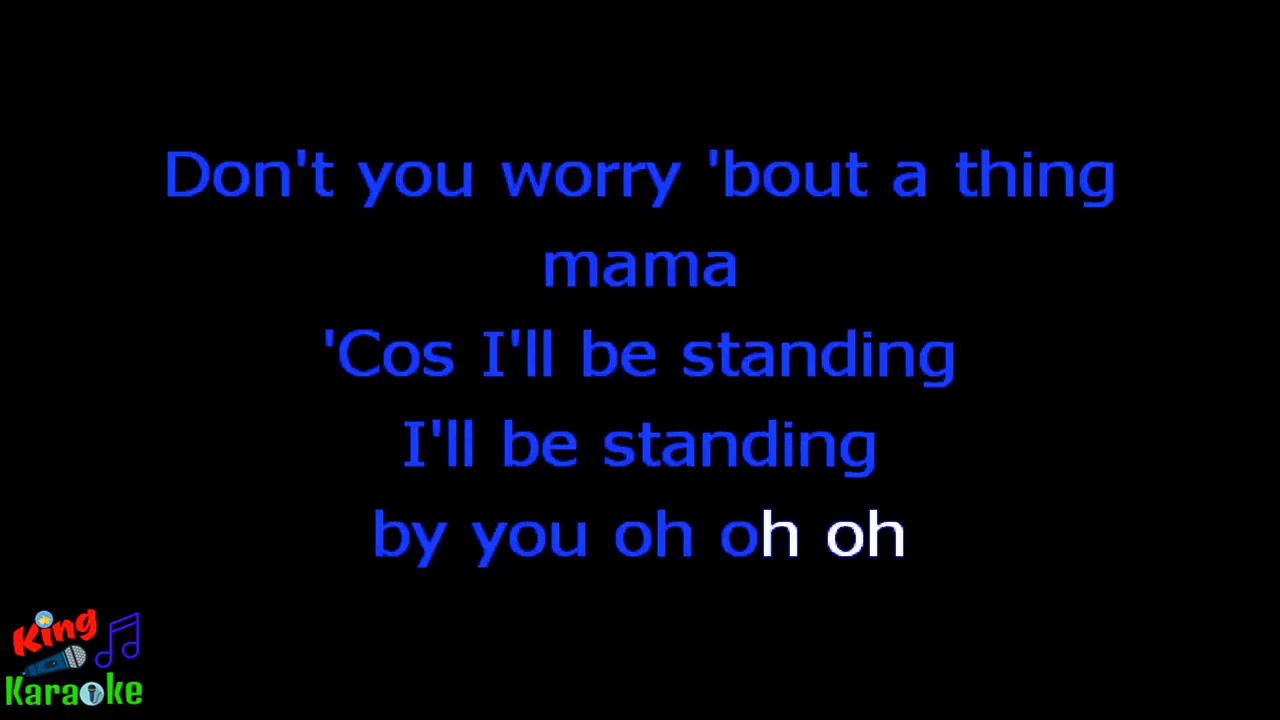 Don't you worry 'bout a thing
mama
'Cos I'll be standing
I'll be standing
by you oh oh oh
King
Karaoke